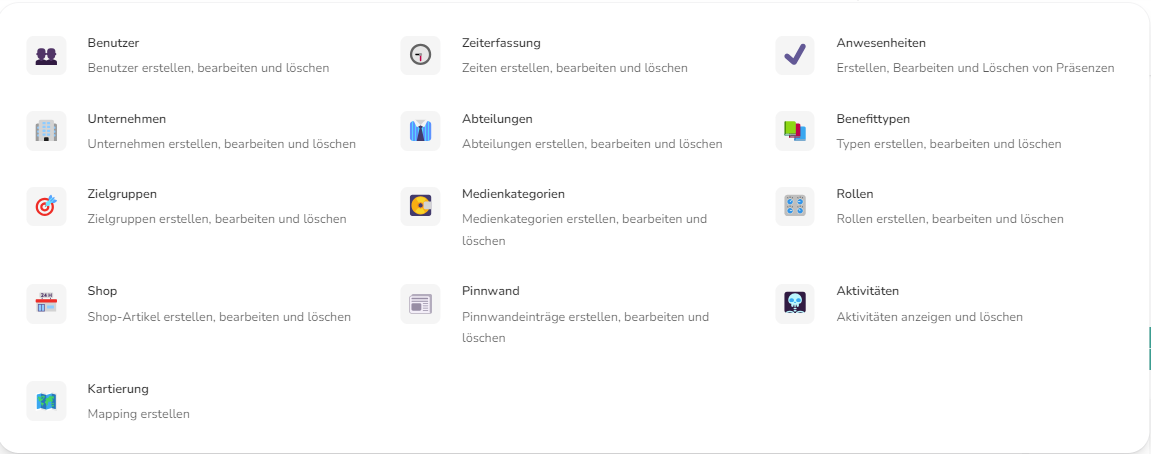 Benutzer
Benutzer erstellen, bearbeiten und löschen
Zeiterfassung
Zeiten erstellen, bearbeiten und löschen
Anwesenheiten
Erstellen, Bearbeiten und Löschen von Präsenzen
Unternehmen
Unternehmen erstellen, bearbeiten und löschen
Abteilungen
Abteilungen erstellen, bearbeiten und löschen
Benefittypen
Typen erstellen, bearbeiten und löschen
Zielgruppen
Zielgruppen erstellen, bearbeiten und löschen
Medienkategorien
Medienkategorien erstellen, bearbeiten und
löschen
Rollen
Rollen erstellen, bearbeiten und löschen
24H
Shop
Shop-Artikel erstellen, bearbeiten und löschen
Pinnwand
Pinnwandeinträge erstellen, bearbeiten und
löschen
Aktivitäten
Aktivitäten anzeigen und löschen
Kartierung
Mapping erstellen